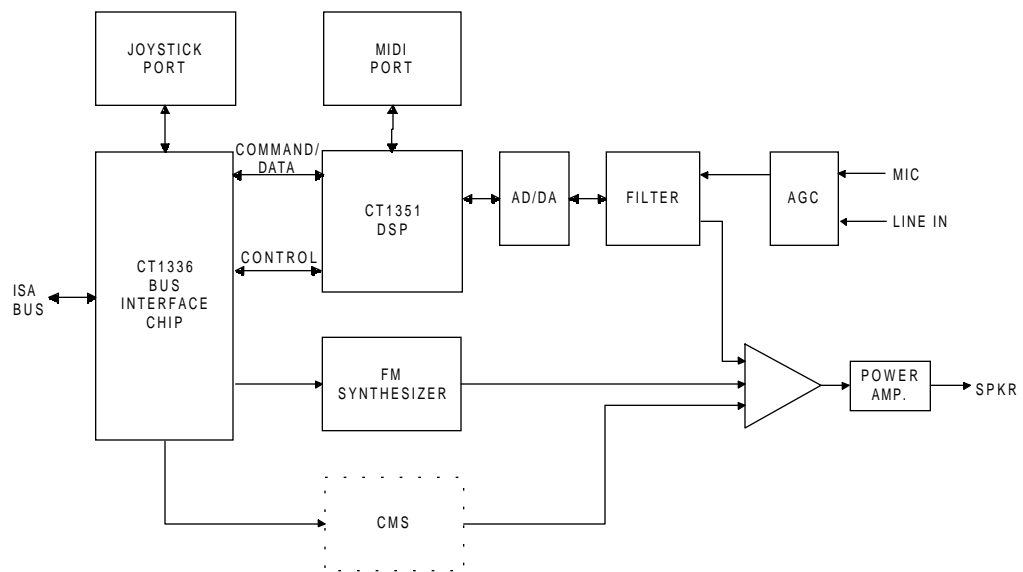 JOYSTICK
PORT
MIDI
PORT
COMMAND/
DATA
CT1351
DSP
AD/DA
FILTER
AGC
MIC
LINE IN
CONTROL
CT1336
BUS
INTERFACE
CHIP
ISA
BUS
FM
SYNTHESIZER
POWER
AMP.
SPKR
CMS